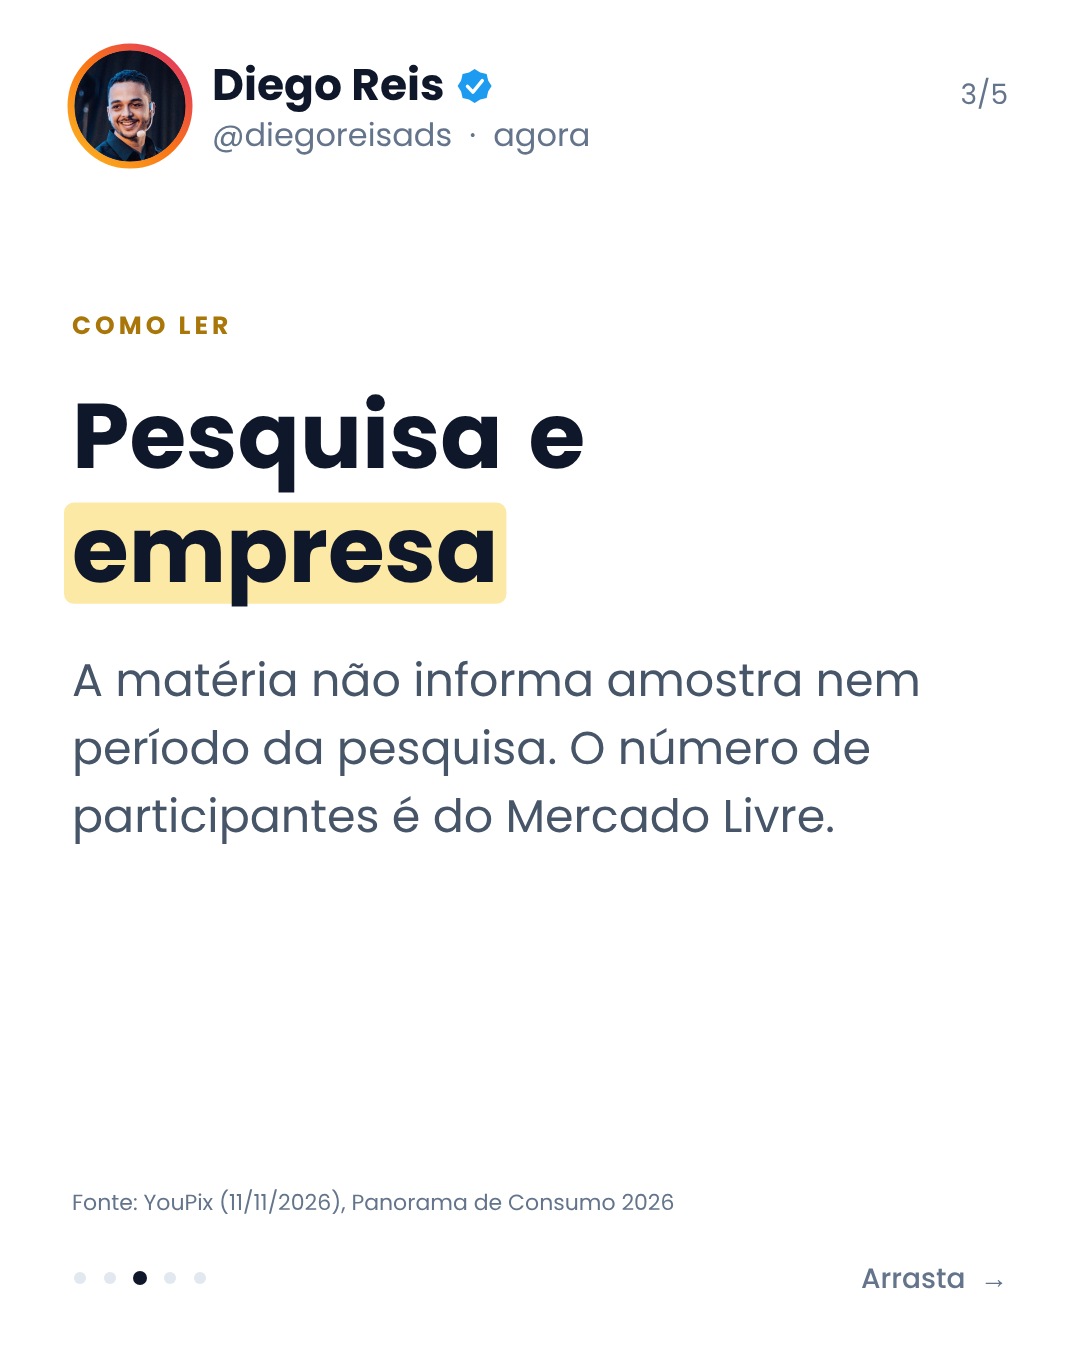 Diego Reis
3/5
@diegoreisads · agora
COMO LER
Pesquisa e
empresa
A matéria não informa amostra nem
período da pesquisa. O número de
participantes é do Mercado Livre.
Fonte: YouPix (11/11/2026), Panorama de Consumo 2026
Arrasta →